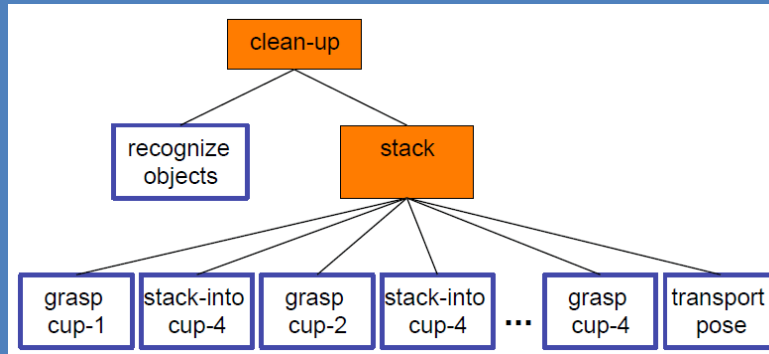 clean-up
recognize
objects
stack
grasp
cup-1
stack-into
cup-4
grasp
cup-2
stack-into
cup-4
...
grasp
cup-4
transport
pose